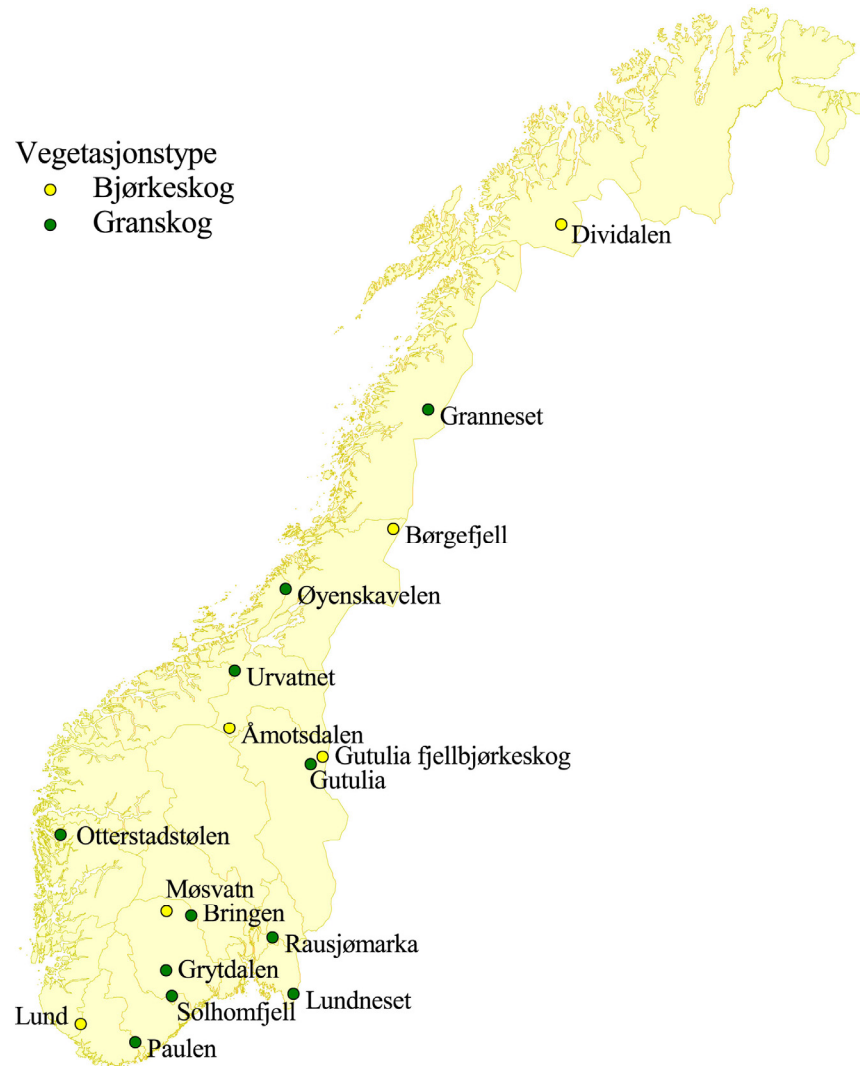 Vegetasjonstype
Bjørkeskog
Granskog
Dividalen
Granneset
Børgefjell
Øyenskavelen
Urvatnet
Åmotsdalen
Gutulia fjellbjørkeskog
Gutulia
Otterstadstølen
Møsvatn
Bringen
Rausjømarka
Grytdalen
Solhomfjell
Lundneset
Lund
Paulen